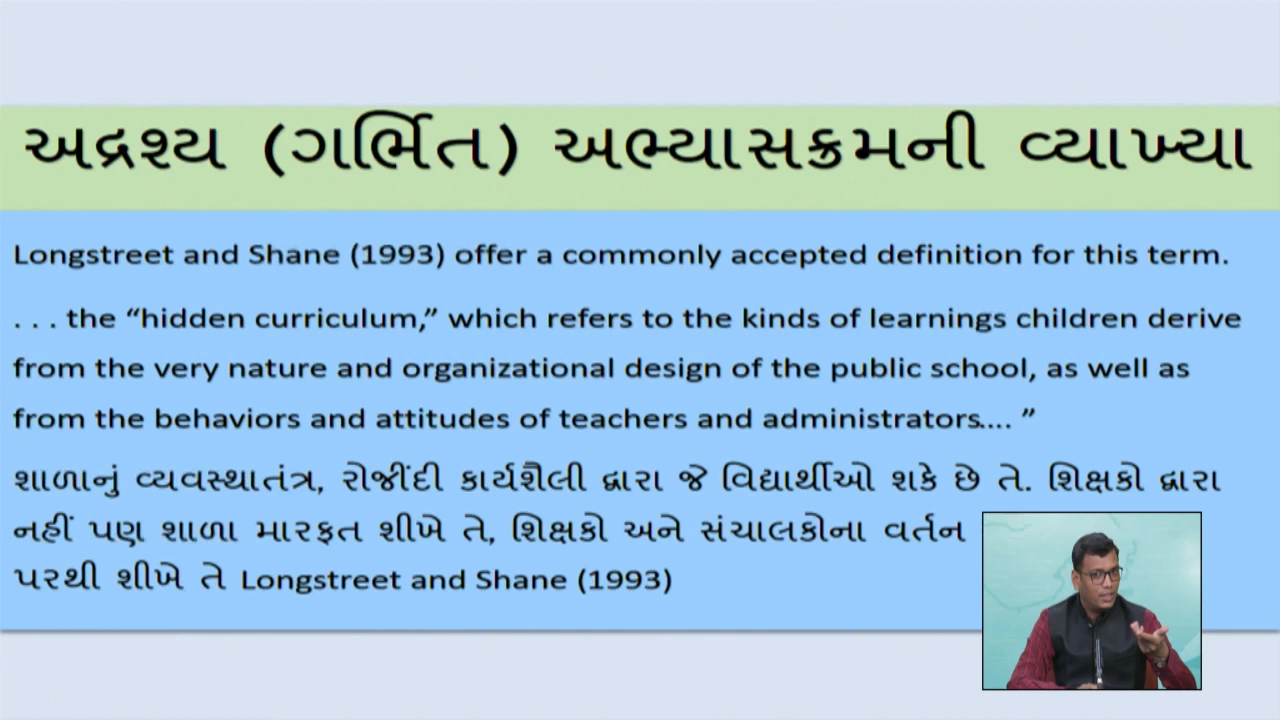 અદ્રશ્ય (ગર્ભિત) અભ્યાસક્રમની વ્યાખ્યા
Longstreet and Shane (1993) offer a commonly accepted definition for this term.
. . . the “hidden curriculum,” which refers to the kinds of learnings children derive
from the very nature and organizational design of the public school, as well as
from the behaviors and attitudes of teachers and administrators.... ”
શાળાનું વ્યવસ્થાતંત્ર, રોજીંદી કાર્યશૈલી દ્વારા જે વિદ્યાર્થીઓ શકે છે તે. શિક્ષકો દ્વારા
નહીં પણ શાળા મારફત શીખે તે, શિક્ષકો અને સંચાલકોના વર્તન
પરથી શીખે તે Longstreet and Shane (1993)